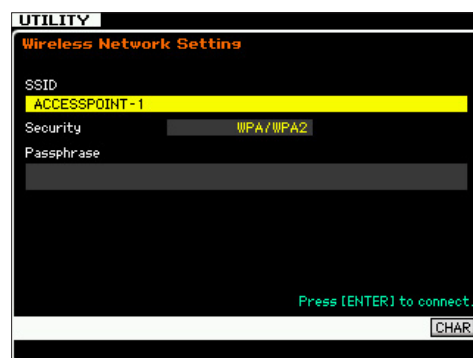 UTILITY
Wireless Network Setting
SSID
ACCESSPOINT-1
Security WPA/WPA2
Passphrase
Press [ENTER] to connect.
CHAR